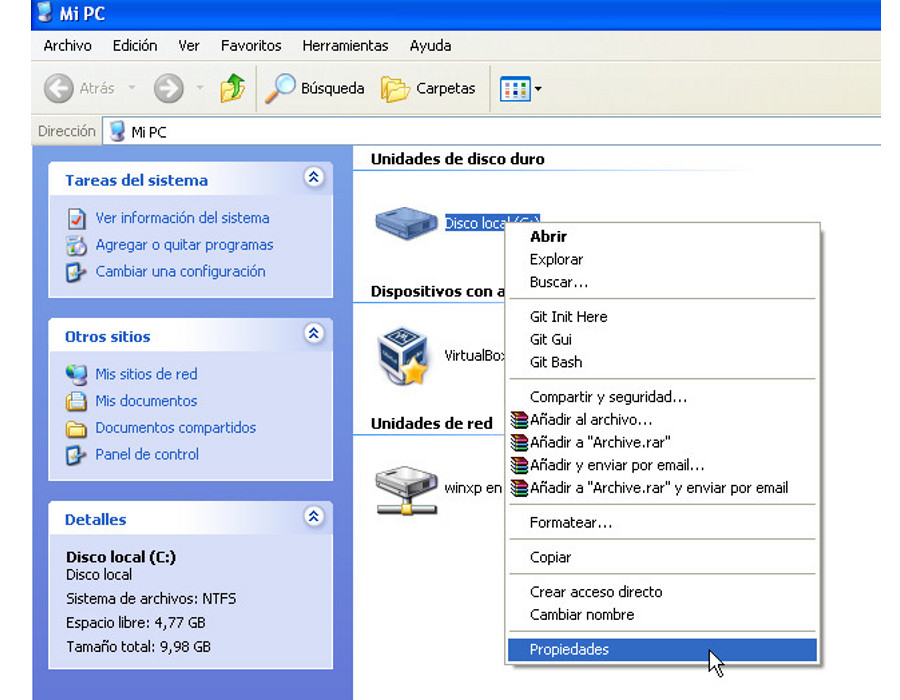 Mi PC
Archivo Edición Ver Favoritos Herramientas Ayuda
Atrás Búsqueda Carpetas
Dirección Mi PC
Tareas del sistema
Ver información del sistema
Agregar o quitar programas
Cambiar una configuración
Otros sitios
Mis sitios de red
Mis documentos
Documentos compartidos
Panel de control
Detalles
Disco local (C:)
Disco local
Sistema de archivos: NTFS
Espacio libre: 4,77 GB
Tamaño total: 9,98 GB
Unidades de disco duro
Disco local (C:)
Dispositivos con a
VirtualBox
Unidades de red
winxp en
Abrir
Explorar
Buscar...
Git Init Here
Git Gui
Git Bash
Compartir y seguridad...
Añadir al archivo...
Añadir a "Archive.rar"
Añadir y enviar por email...
Añadir a "Archive.rar" y enviar por email
Formatear...
Copiar
Crear acceso directo
Cambiar nombre
Propiedades